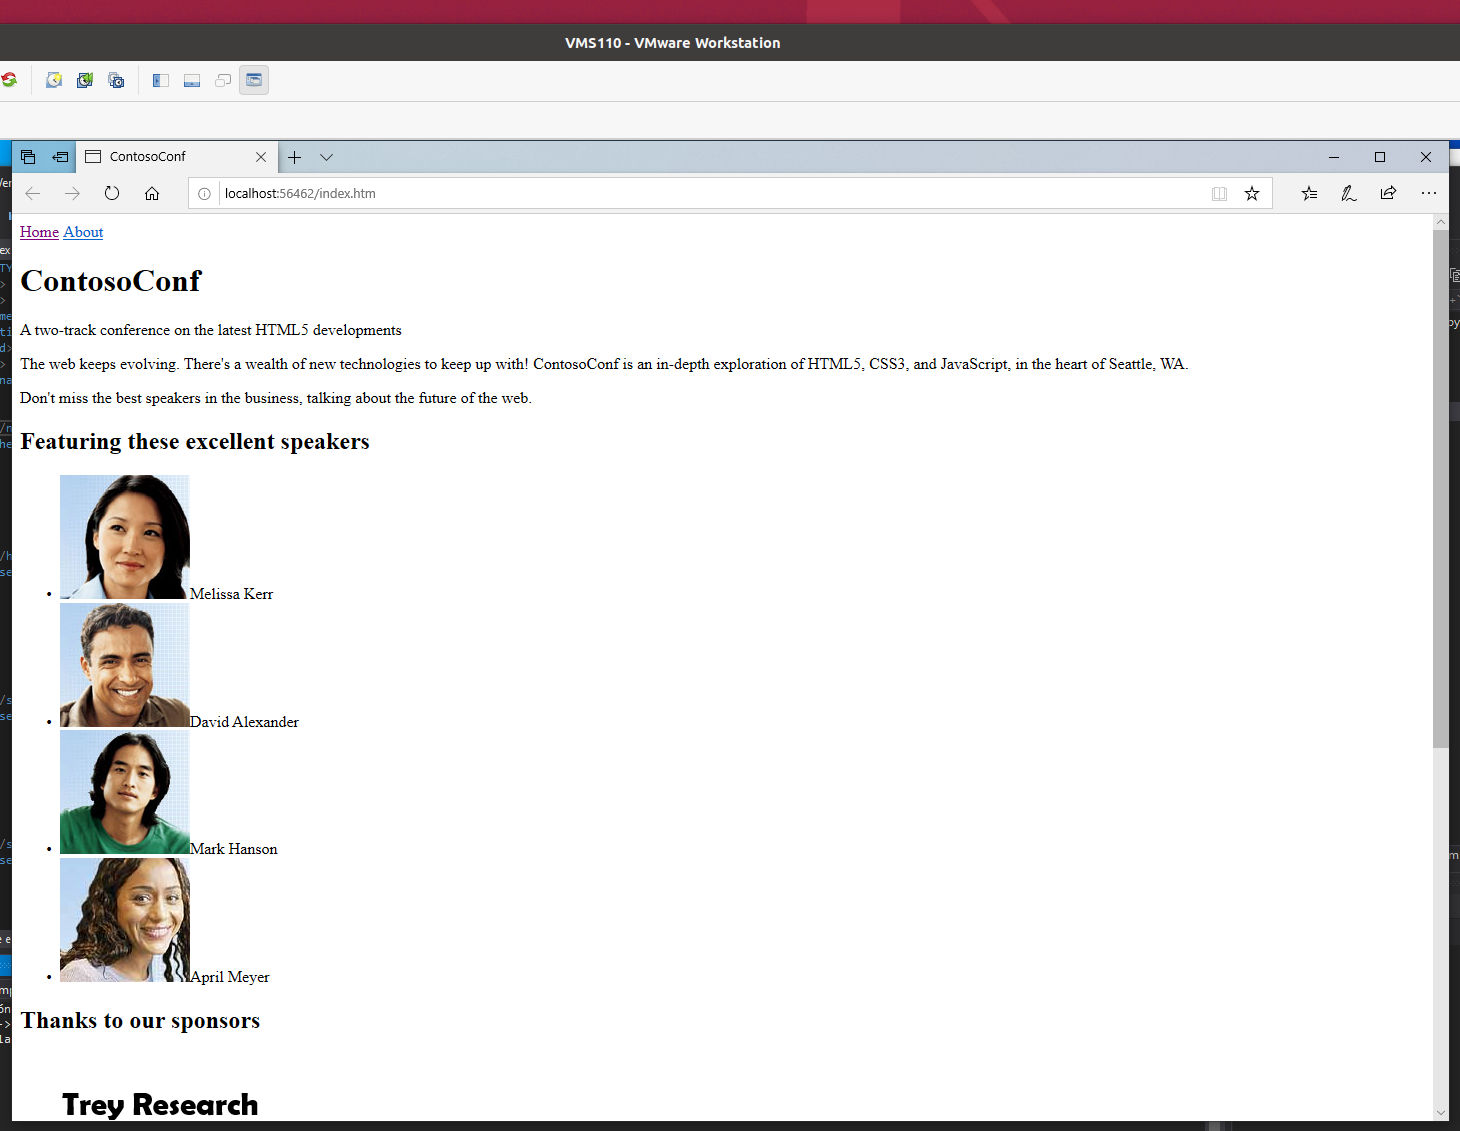 VMS110 - VMware Workstation
ContosoConf
localhost:56462/index.htm
Home About
ContosoConf
A two-track conference on the latest HTML5 developments
The web keeps evolving. There's a wealth of new technologies to keep up with! ContosoConf is an in-depth exploration of HTML5, CSS3, and JavaScript, in the heart of Seattle, WA.
Don't miss the best speakers in the business, talking about the future of the web.
Featuring these excellent speakers
Melissa Kerr
David Alexander
Mark Hanson
April Meyer
Thanks to our sponsors
Trey Research